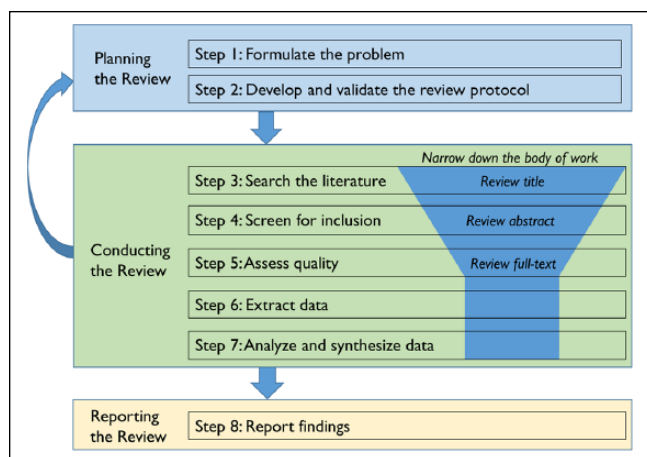 Planning
the Review
Step 1: Formulate the problem
Step 2: Develop and validate the review protocol
Narrow down the body of work
Conducting
the Review
Step 3: Search the literature
Review title
Step 4: Screen for inclusion
Review abstract
Step 5: Assess quality
Review full-text
Step 6: Extract data
Step 7: Analyze and synthesize data
Reporting
the Review
Step 8: Report findings